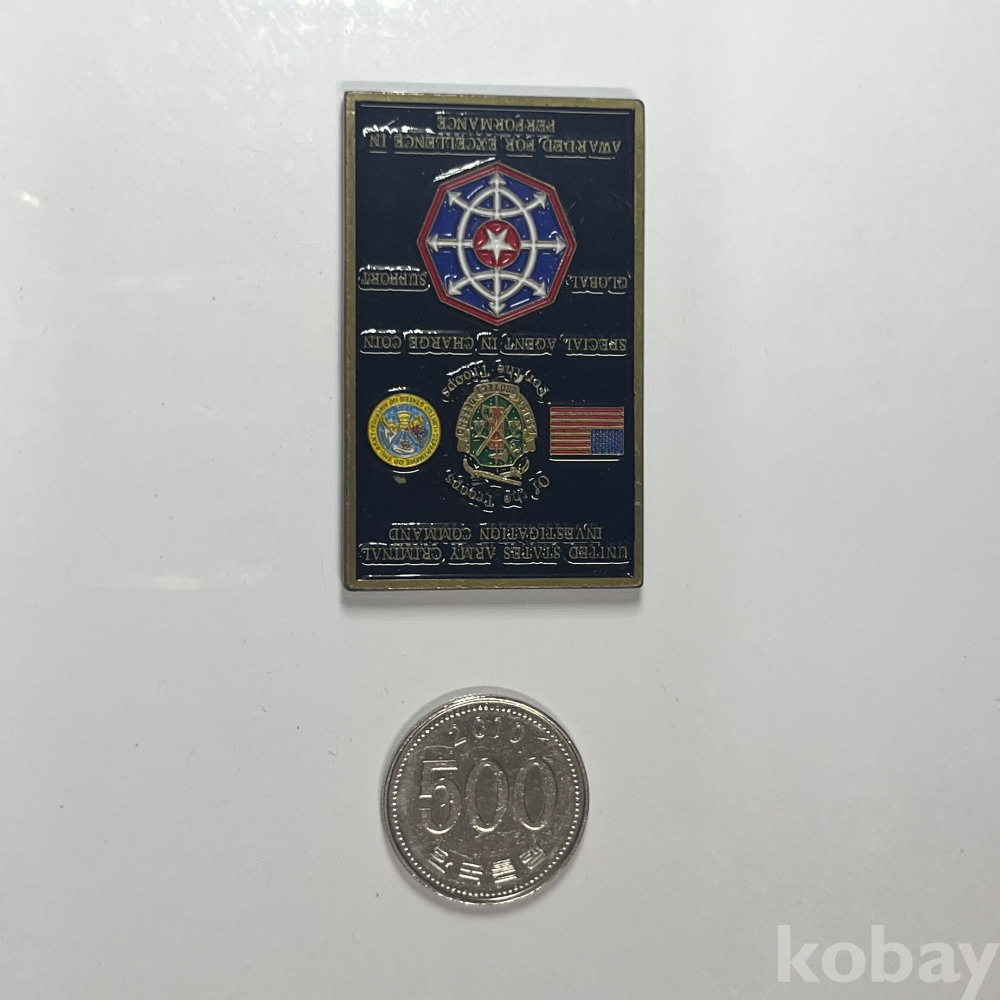 UNITED STATES ARMY CRIMINAL
INVESTIGATION COMMAND
Of the Troops
For the Troops
SPECIAL AGENT IN CHARGE COIN
GLOBAL SUPPORT
AWARDED FOR EXCELLENCE IN
PERFORMANCE
2010
500
한국은행
kobay